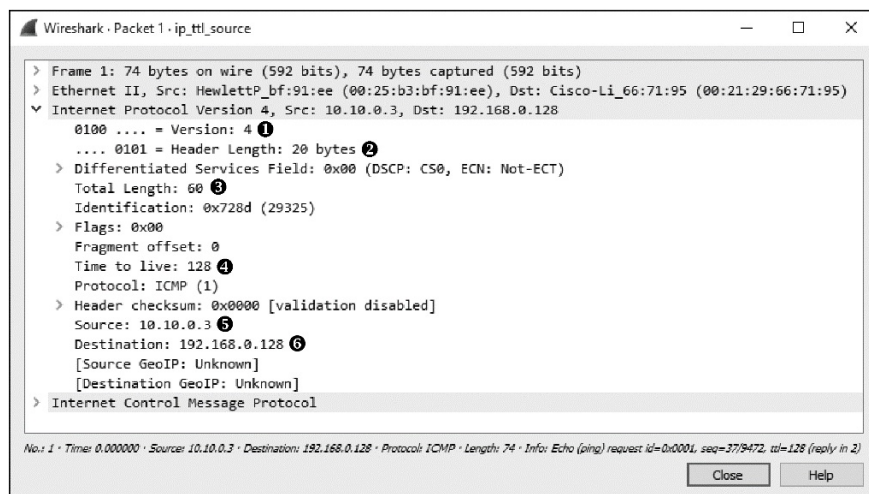 Wireshark · Packet 1 · ip_ttl_source
Frame 1: 74 bytes on wire (592 bits), 74 bytes captured (592 bits)
Ethernet II, Src: HewlettP_bf:91:ee (00:25:b3:bf:91:ee), Dst: Cisco-Li_66:71:95 (00:21:29:66:71:95)
Internet Protocol Version 4, Src: 10.10.0.3, Dst: 192.168.0.128
0100 .... = Version: 4 ❶
.... 0101 = Header Length: 20 bytes ❷
Differentiated Services Field: 0x00 (DSCP: CS0, ECN: Not-ECT)
Total Length: 60 ❸
Identification: 0x728d (29325)
Flags: 0x00
Fragment offset: 0
Time to live: 128 ❹
Protocol: ICMP (1)
Header checksum: 0x0000 [validation disabled]
Source: 10.10.0.3 ❺
Destination: 192.168.0.128 ❻
[Source GeoIP: Unknown]
[Destination GeoIP: Unknown]
Internet Control Message Protocol
No.: 1 · Time: 0.000000 · Source: 10.10.0.3 · Destination: 192.168.0.128 · Protocol: ICMP · Length: 74 · Info: Echo (ping) request id=0x0001, seq=37/9472, ttl=128 (reply in 2)
Close Help